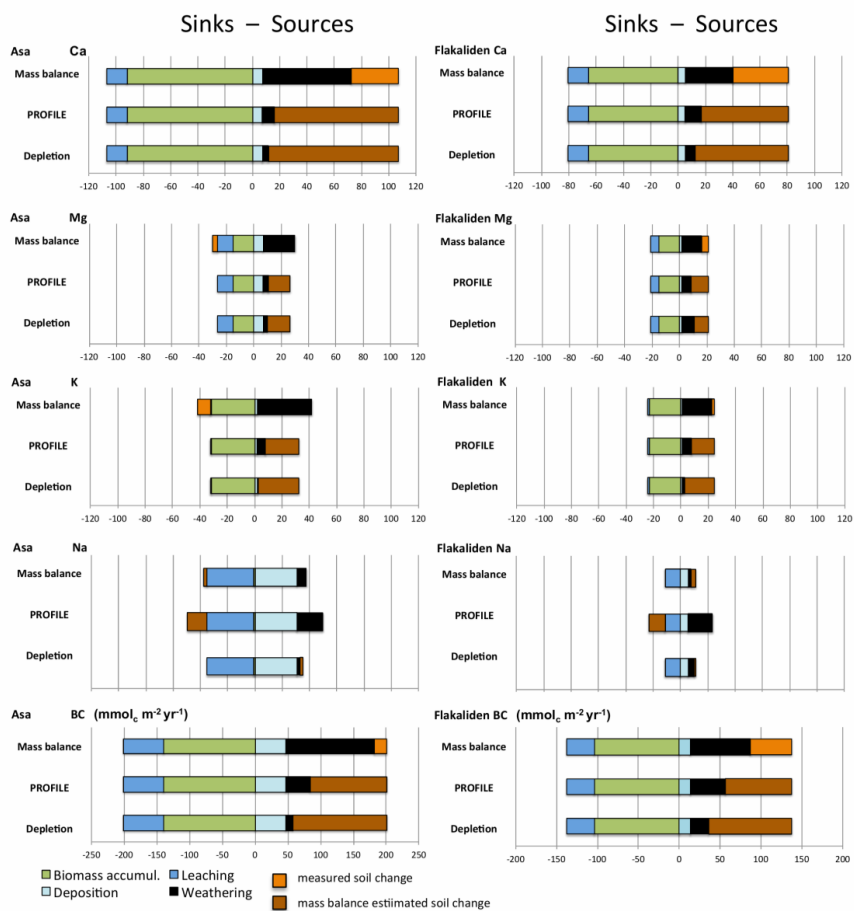 Sinks – Sources
Asa Ca
Mass balance
PROFILE
Depletion
-120 -100 -80 -60 -40 -20 0 20 40 60 80 100 120
Asa Mg
Mass balance
PROFILE
Depletion
-120 -100 -80 -60 -40 -20 0 20 40 60 80 100 120
Asa K
Mass balance
PROFILE
Depletion
-120 -100 -80 -60 -40 -20 0 20 40 60 80 100 120
Asa Na
Mass balance
PROFILE
Depletion
Asa BC (mmolc m-2 yr-1)
Mass balance
PROFILE
Depletion
-250 -200 -150 -100 -50 0 50 100 150 200 250
Sinks – Sources
Flakaliden Ca
Mass balance
PROFILE
Depletion
-120 -100 -80 -60 -40 -20 0 20 40 60 80 100 120
Flakaliden Mg
Mass balance
PROFILE
Depletion
-120 -100 -80 -60 -40 -20 0 20 40 60 80 100 120
Flakaliden K
Mass balance
PROFILE
Depletion
-120 -100 -80 -60 -40 -20 0 20 40 60 80 100 120
Flakaliden Na
Mass balance
PROFILE
Depletion
Flakaliden BC (mmolc m-2 yr-1)
Mass balance
PROFILE
Depletion
-200 -150 -100 -50 0 50 100 150 200
Biomass accumul. Leaching measured soil change
Deposition Weathering mass balance estiimated soil change